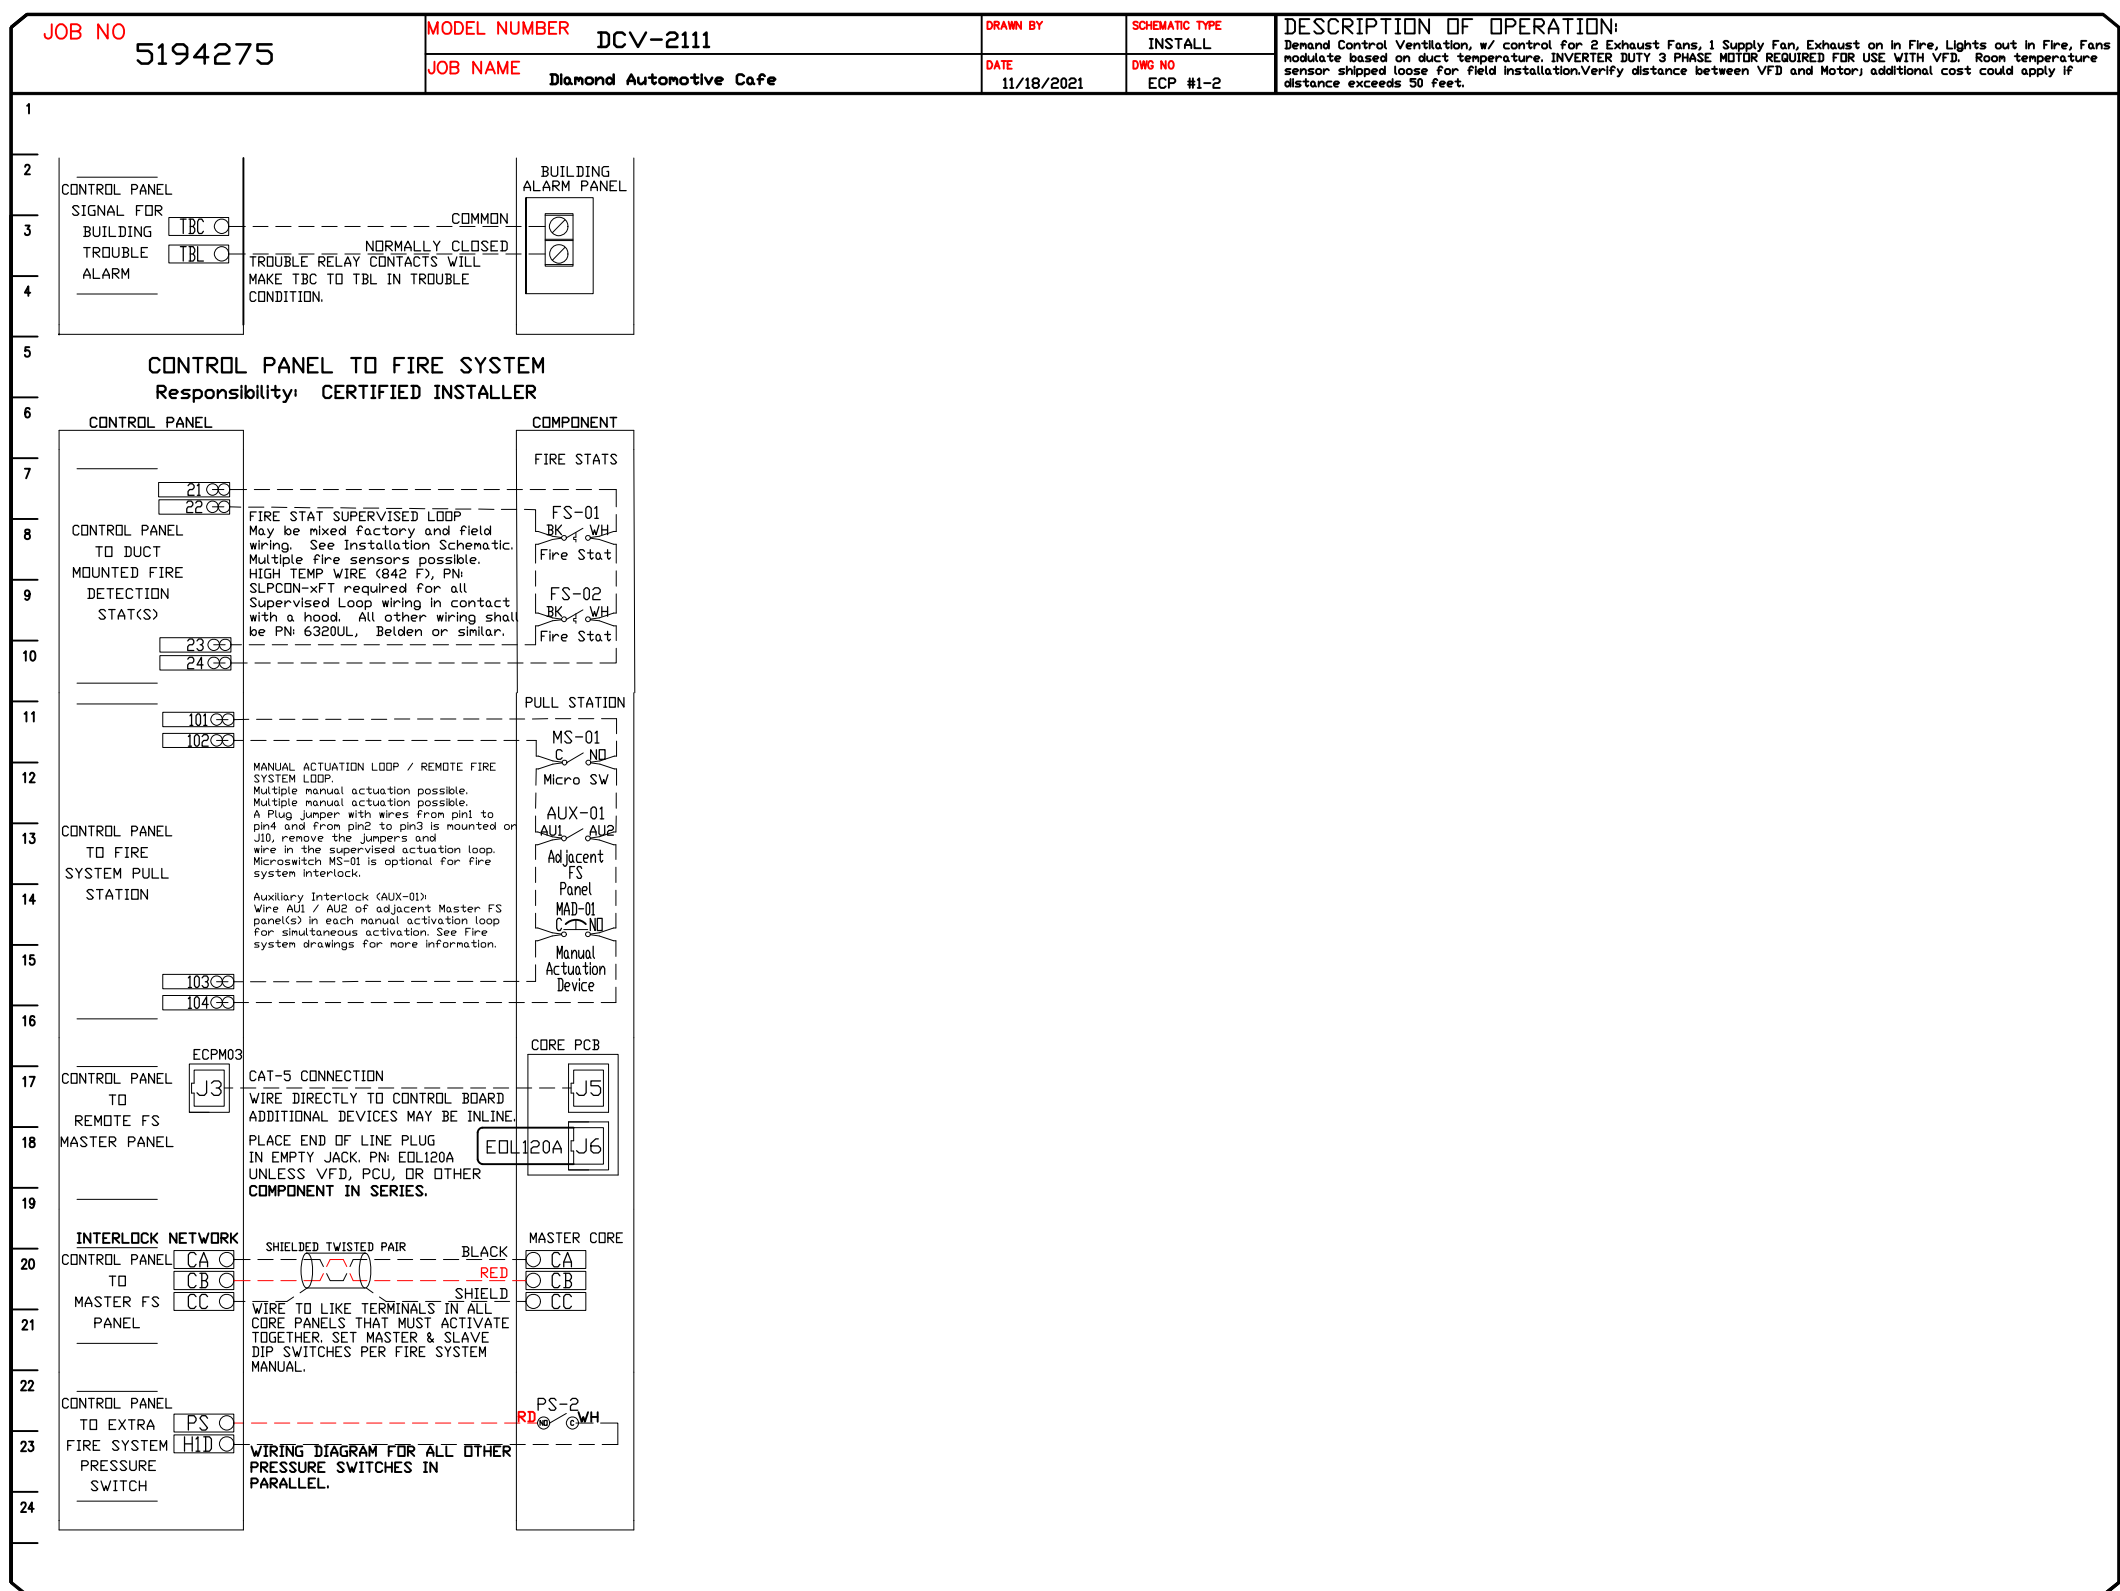 JOB NO
5194275
MODEL NUMBER
DCV-2111
JOB NAME
Diamond Automotive Cafe
DRAWN BY
DATE
11/18/2021
SCHEMATIC TYPE
INSTALL
DWG NO
ECP #1-2
DESCRIPTION OF OPERATION:
Demand Control Ventilation, w/ control for 2 Exhaust Fans, 1 Supply Fan, Exhaust on in Fire, Lights out in Fire, Fans
modulate based on duct temperature. INVERTER DUTY 3 PHASE MOTOR REQUIRED FOR USE WITH VFD. Room temperature
sensor shipped loose for field installation.Verify distance between VFD and Motor; additional cost could apply if
distance exceeds 50 feet.
1
2
3
4
5
6
7
8
9
10
11
12
13
14
15
16
17
18
19
20
21
22
23
24
CONTROL PANEL
SIGNAL FOR
BUILDING
TROUBLE
ALARM
TBC
TBL
COMMON
NORMALLY CLOSED
TROUBLE RELAY CONTACTS WILL
MAKE TBC TO TBL IN TROUBLE
CONDITION.
BUILDING
ALARM PANEL
CONTROL PANEL TO FIRE SYSTEM
Responsibility: CERTIFIED INSTALLER
CONTROL PANEL
COMPONENT
FIRE STATS
21
22
CONTROL PANEL
TO DUCT
MOUNTED FIRE
DETECTION
STAT(S)
23
24
FIRE STAT SUPERVISED LOOP
May be mixed factory and field
wiring. See Installation Schematic.
Multiple fire sensors possible.
HIGH TEMP WIRE (842 F), PN:
SLPCON-xFT required for all
Supervised Loop wiring in contact
with a hood. All other wiring shall
be PN: 6320UL, Belden or similar.
FS-01
BK WH
Fire Stat
FS-02
BK WH
Fire Stat
PULL STATION
101
102
CONTROL PANEL
TO FIRE
SYSTEM PULL
STATION
103
104
MANUAL ACTUATION LOOP / REMOTE FIRE
SYSTEM LOOP.
Multiple manual actuation possible.
Multiple manual actuation possible.
A Plug jumper with wires from pin1 to
pin4 and from pin2 to pin3 is mounted on
J10, remove the jumpers and
wire in the supervised actuation loop.
Microswitch MS-01 is optional for fire
system interlock.
Auxiliary Interlock (AUX-01):
Wire AU1 / AU2 of adjacent Master FS
panel(s) in each manual activation loop
for simultaneous activation. See Fire
system drawings for more information.
MS-01
C NO
Micro SW
AUX-01
AU1 AU2
Adjacent
FS
Panel
MAD-01
C NO
Manual
Actuation
Device
ECPM03
J3
CONTROL PANEL
TO
REMOTE FS
MASTER PANEL
CAT-5 CONNECTION
WIRE DIRECTLY TO CONTROL BOARD
ADDITIONAL DEVICES MAY BE INLINE.
PLACE END OF LINE PLUG
IN EMPTY JACK. PN: EOL120A
UNLESS VFD, PCU, OR OTHER
COMPONENT IN SERIES.
CORE PCB
J5
EOL120A
J6
INTERLOCK NETWORK
CONTROL PANEL
TO
MASTER FS
PANEL
CA
CB
CC
SHIELDED TWISTED PAIR
BLACK
RED
SHIELD
WIRE TO LIKE TERMINALS IN ALL
CORE PANELS THAT MUST ACTIVATE
TOGETHER. SET MASTER & SLAVE
DIP SWITCHES PER FIRE SYSTEM
MANUAL.
MASTER CORE
CA
CB
CC
CONTROL PANEL
TO EXTRA
FIRE SYSTEM
PRESSURE
SWITCH
PS
H1D
WIRING DIAGRAM FOR ALL OTHER
PRESSURE SWITCHES IN
PARALLEL.
PS-2
RD NO C WH